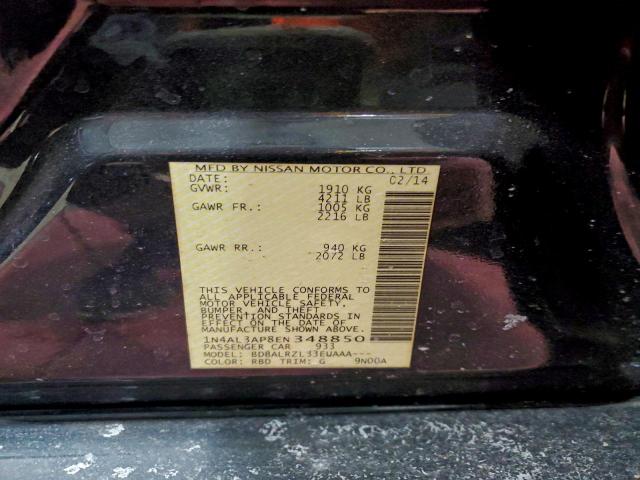 MFD BY NISSAN MOTOR CO., LTD.
DATE: 02/14
GVWR: 1910 KG
4211 LB
GAWR FR.: 1005 KG
2216 LB
GAWR RR.: 940 KG
2072 LB
THIS VEHICLE CONFORMS TO
ALL APPLICABLE FEDERAL
MOTOR VEHICLE SAFETY,
BUMPER, AND THEFT
PREVENTION STANDARDS IN
EFFECT ON THE DATE OF
MANUFACTURE SHOWN ABOVE.
1N4AL3AP8EN 348850
PASSENGER CAR 933
MODEL: BDBALRZL33EUAAA---
COLOR: RBD TRIM: G 9N00A